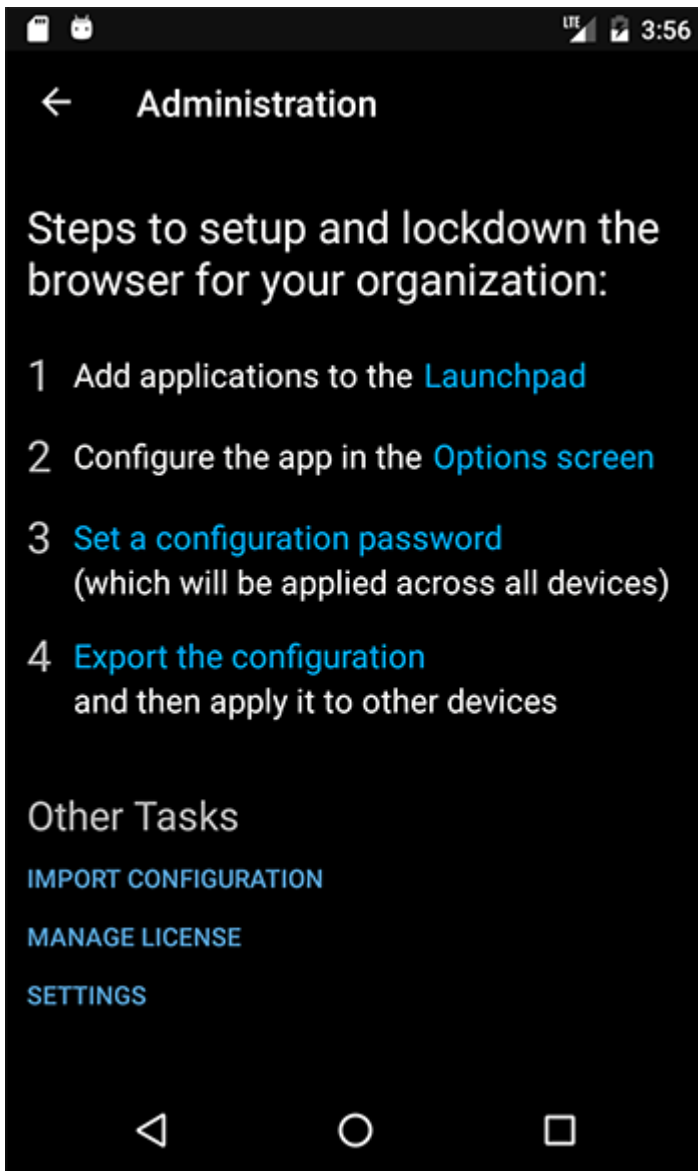 LTE 3:56
Administration
Steps to setup and lockdown the
browser for your organization:
1 Add applications to the Launchpad
2 Configure the app in the Options screen
3 Set a configuration password
(which will be applied across all devices)
4 Export the configuration
and then apply it to other devices
Other Tasks
IMPORT CONFIGURATION
MANAGE LICENSE
SETTINGS